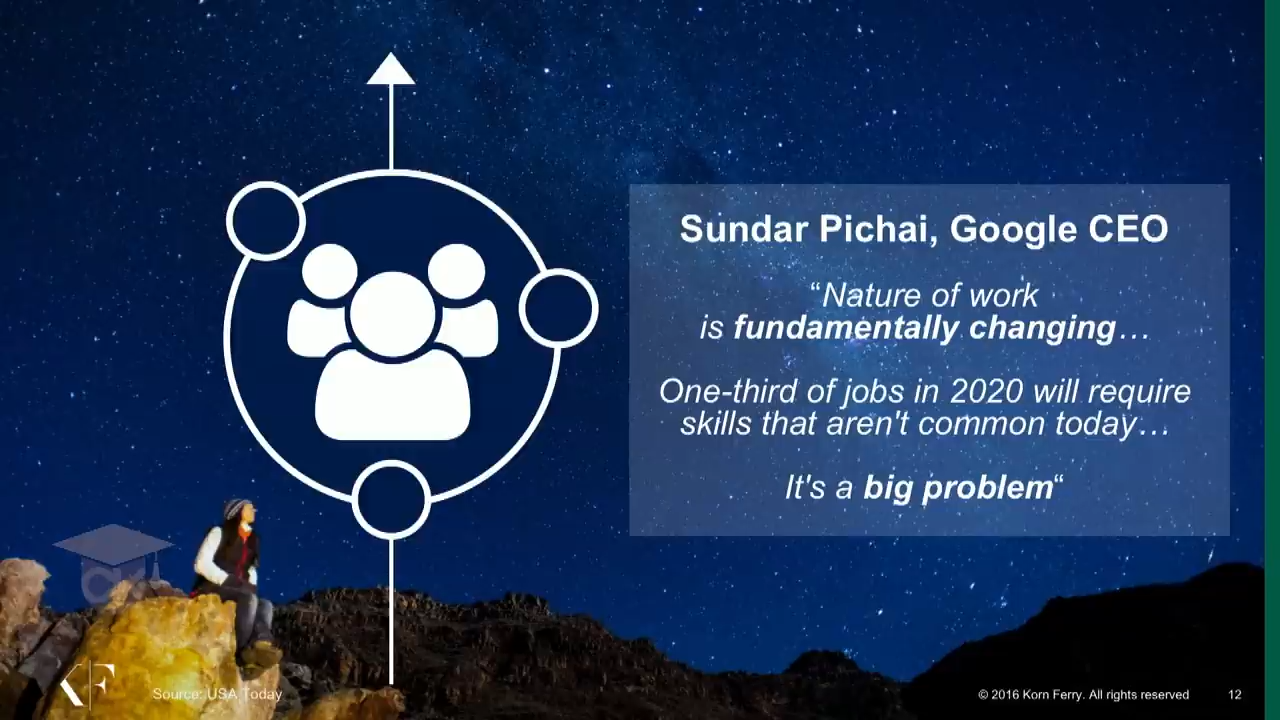 Sundar Pichai, Google CEO
“Nature of work
is fundamentally changing…
One-third of jobs in 2020 will require
skills that aren't common today…
It's a big problem“
KF
Source: USA Today
© 2016 Korn Ferry. All rights reserved
12